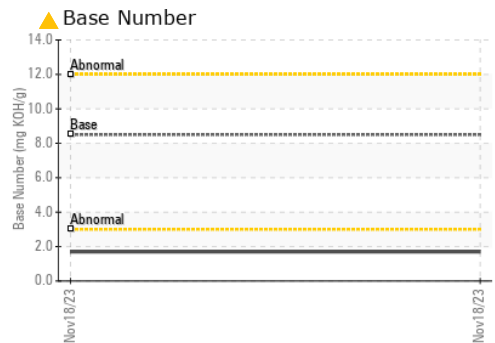 Base Number
14.0
Abnormal
12.0
10.0
Base
8.0
6.0
4.0
Abnormal
2.0
0.0
Base Number (mg KOH/g)
Nov18/23
Nov18/23